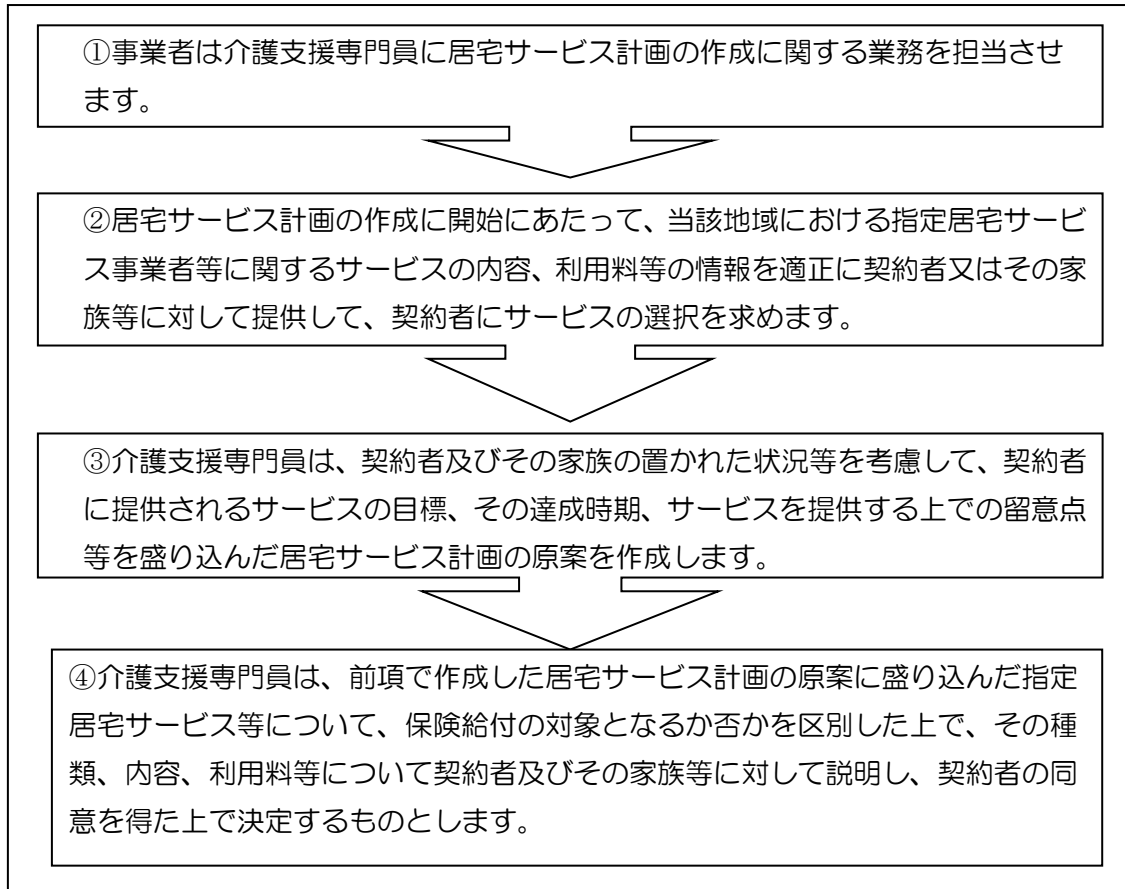 ①事業者は介護支援専門員に居宅サービス計画の作成に関する業務を担当させ
ます。
②居宅サービス計画の作成に開始にあたって、当該地域における指定居宅サービ
ス事業者等に関するサービスの内容、利用料等の情報を適正に契約者又はその家
族等に対して提供して、契約者にサービスの選択を求めます。
③介護支援専門員は、契約者及びその家族の置かれた状況等を考慮して、契約者
に提供されるサービスの目標、その達成時期、サービスを提供する上での留意点
等を盛り込んだ居宅サービス計画の原案を作成します。
④介護支援専門員は、前項で作成した居宅サービス計画の原案に盛り込んだ指定
居宅サービス等について、保険給付の対象となるか否かを区別した上で、その種
類、内容、利用料等について契約者及びその家族等に対して説明し、契約者の同
意を得た上で決定するものとします。